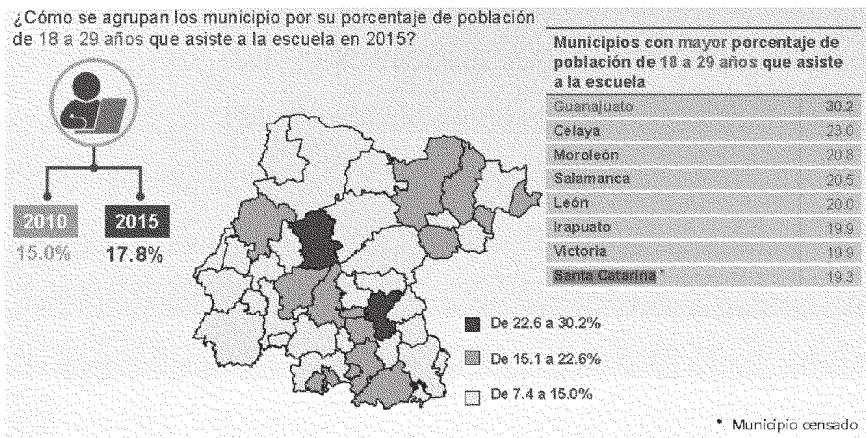 ¿Cómo se agrupan los municipio por su porcentaje de población
de 18 a 29 años que asiste a la escuela en 2015?
2010
2015
15.0%
17.8%
Municipios con mayor porcentaje de
población de 18 a 29 años que asiste
a la escuela
Guanajuato 30.2
Celaya 23.0
Moroleón 20.8
Salamanca 20.5
León 20.0
Irapuato 19.9
Victoria 19.9
Santa Catarina * 19.3
De 22.6 a 30.2%
De 15.1 a 22.6%
De 7.4 a 15.0%
* Municipio censado